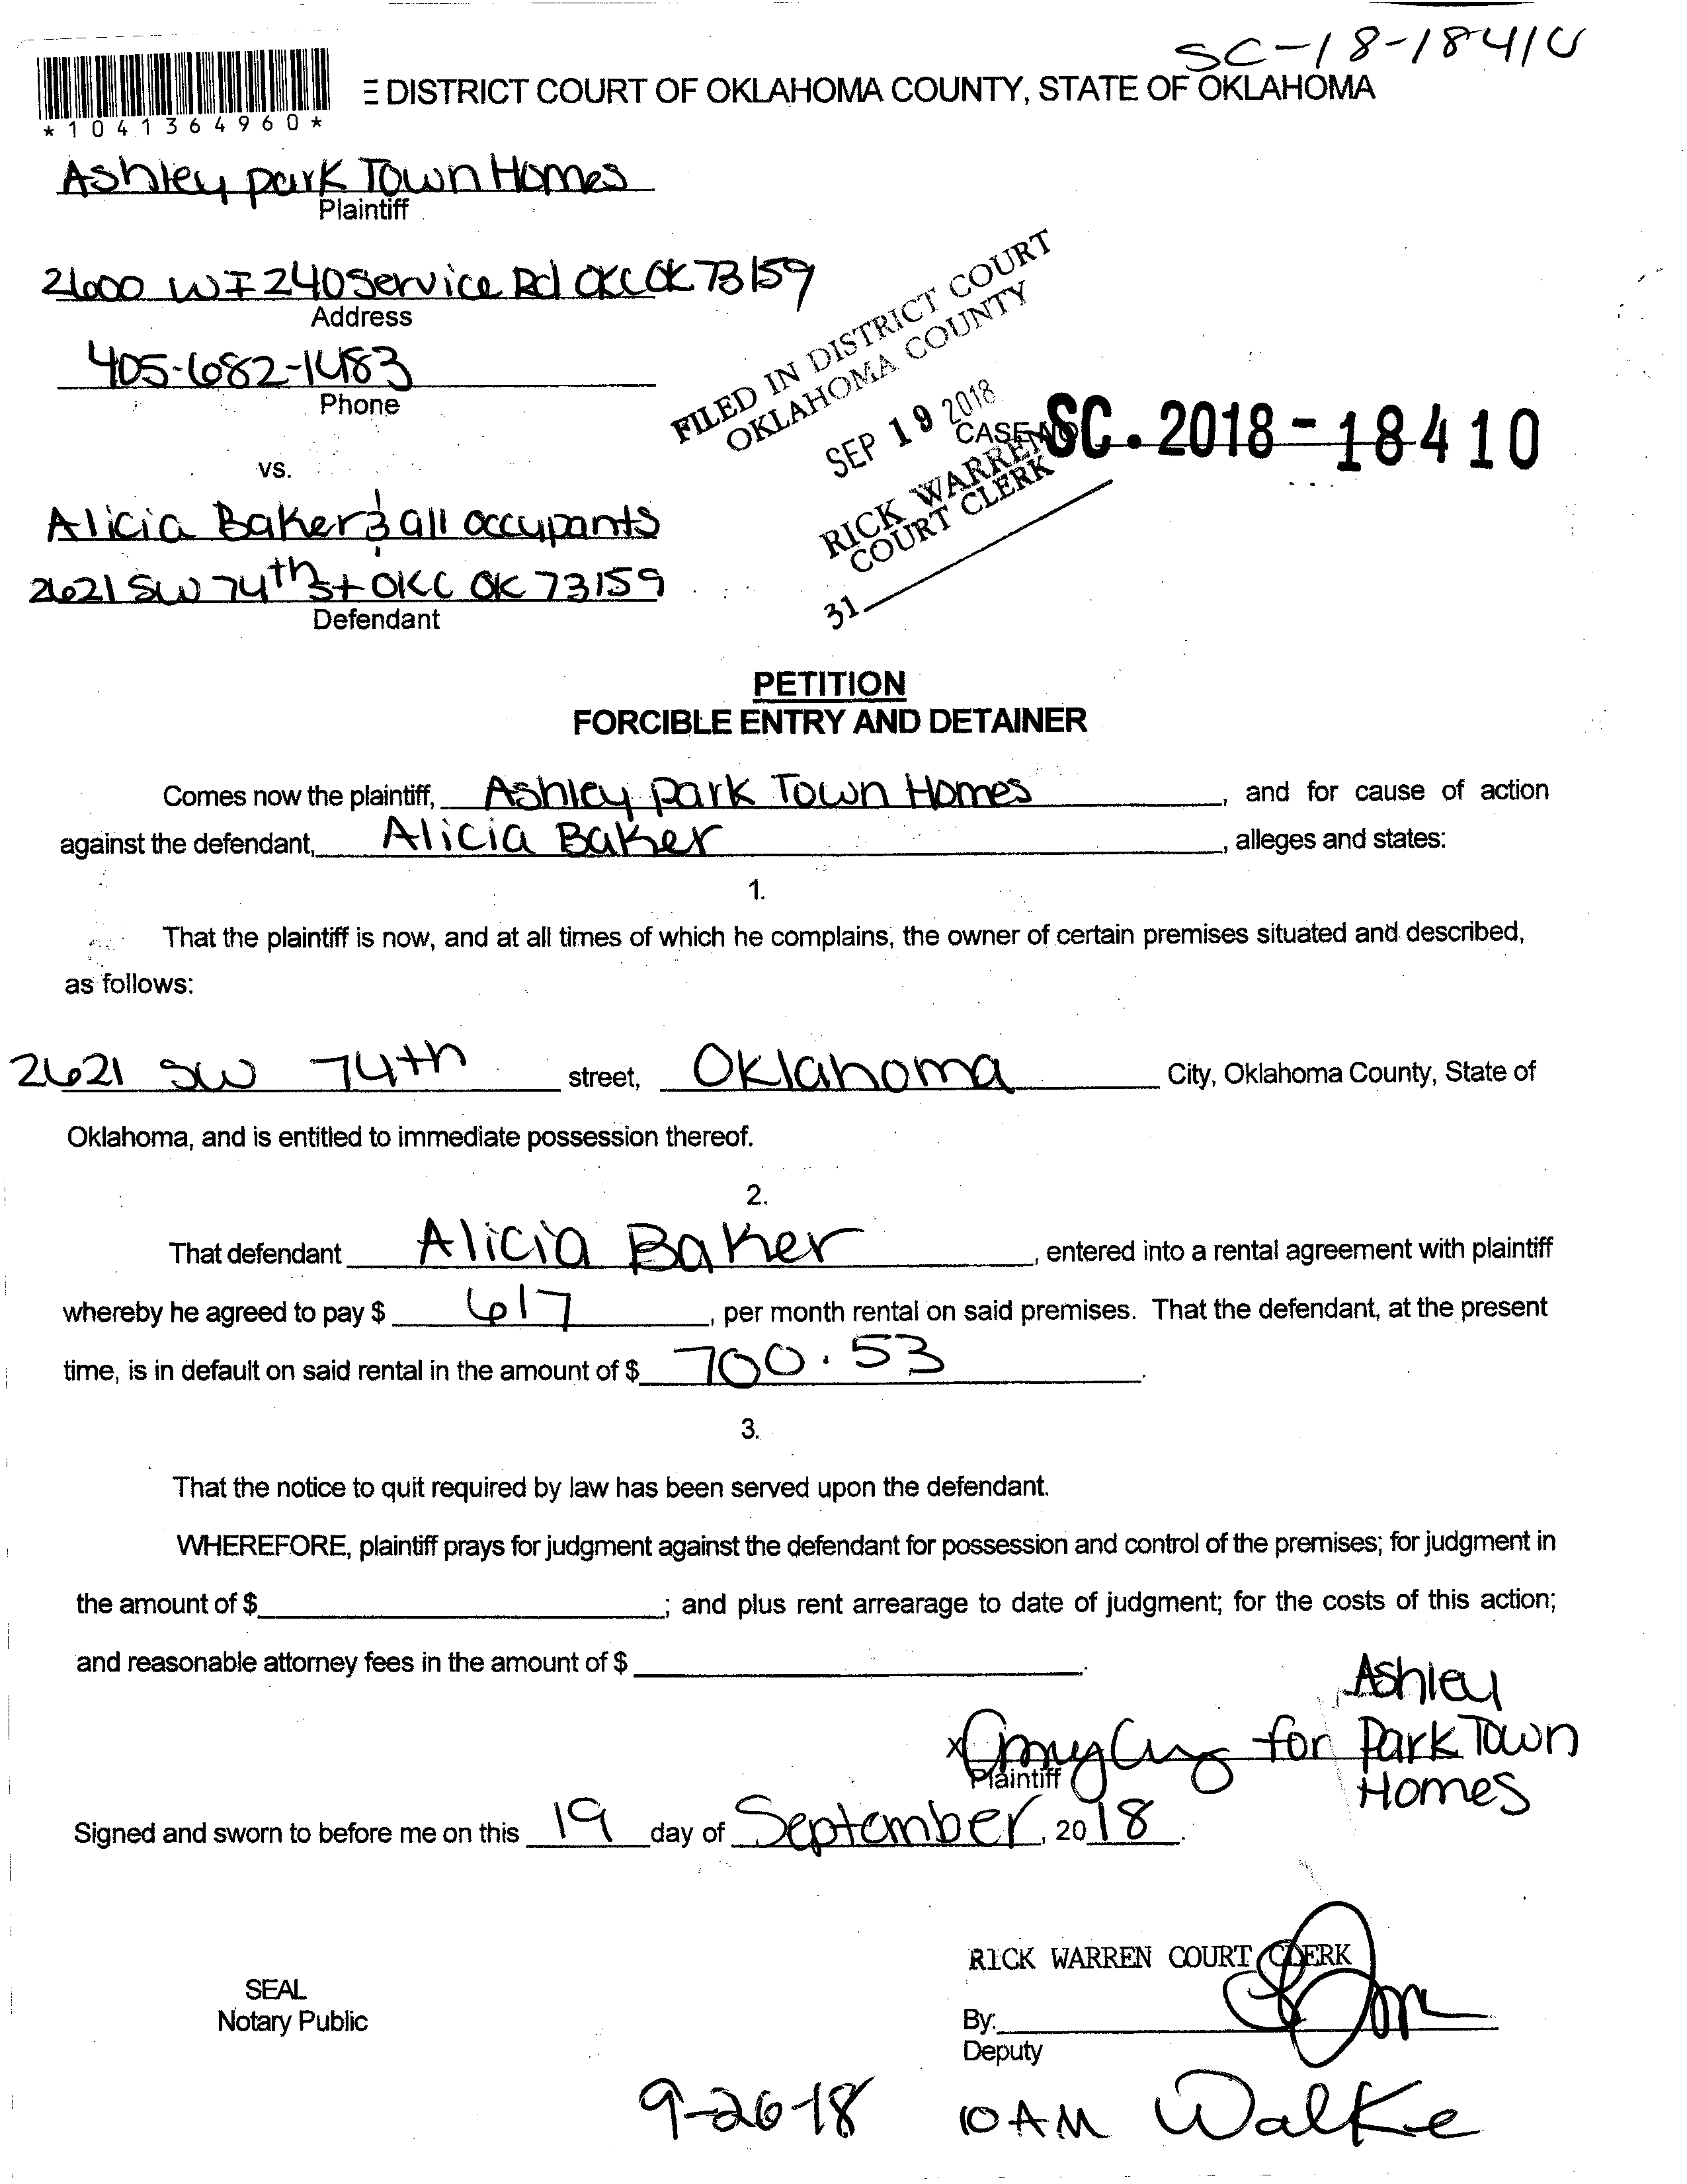 SC-18-18410
E DISTRICT COURT OF OKLAHOMA COUNTY, STATE OF OKLAHOMA
*1041364960*
Ashley park Town Homes
Plaintiff
2600 W I 240 Service Rd OKC OK 73159
Address
405-682-1483
Phone
FILED IN DISTRICT COURT
OKLAHOMA COUNTY
SEP 19 2018
RICK WARREN
COURT CLERK
31
CASE NO SC.2018-18410
vs.
Alicia Baker & all occupants
2621 SW 74th St OKC OK 73159
Defendant
PETITION
FORCIBLE ENTRY AND DETAINER
Comes now the plaintiff, Ashley park Town Homes, and for cause of action
against the defendant, Alicia Baker, alleges and states:
1.
That the plaintiff is now, and at all times of which he complains, the owner of certain premises situated and described,
as follows:
2621 SW 74th street, Oklahoma City, Oklahoma County, State of
Oklahoma, and is entitled to immediate possession thereof.
2.
That defendant Alicia Baker, entered into a rental agreement with plaintiff
whereby he agreed to pay $ 617, per month rental on said premises. That the defendant, at the present
time, is in default on said rental in the amount of $ 700.53.
3.
That the notice to quit required by law has been served upon the defendant.
WHEREFORE, plaintiff prays for judgment against the defendant for possession and control of the premises; for judgment in
the amount of $ ; and plus rent arrearage to date of judgment; for the costs of this action;
and reasonable attorney fees in the amount of $ .
x for Ashley Park Town Homes
Plaintiff
Signed and sworn to before me on this 19 day of September, 2018.
RICK WARREN COURT CLERK
SEAL
Notary Public
By:
Deputy
9-26-18 10 AM Walke